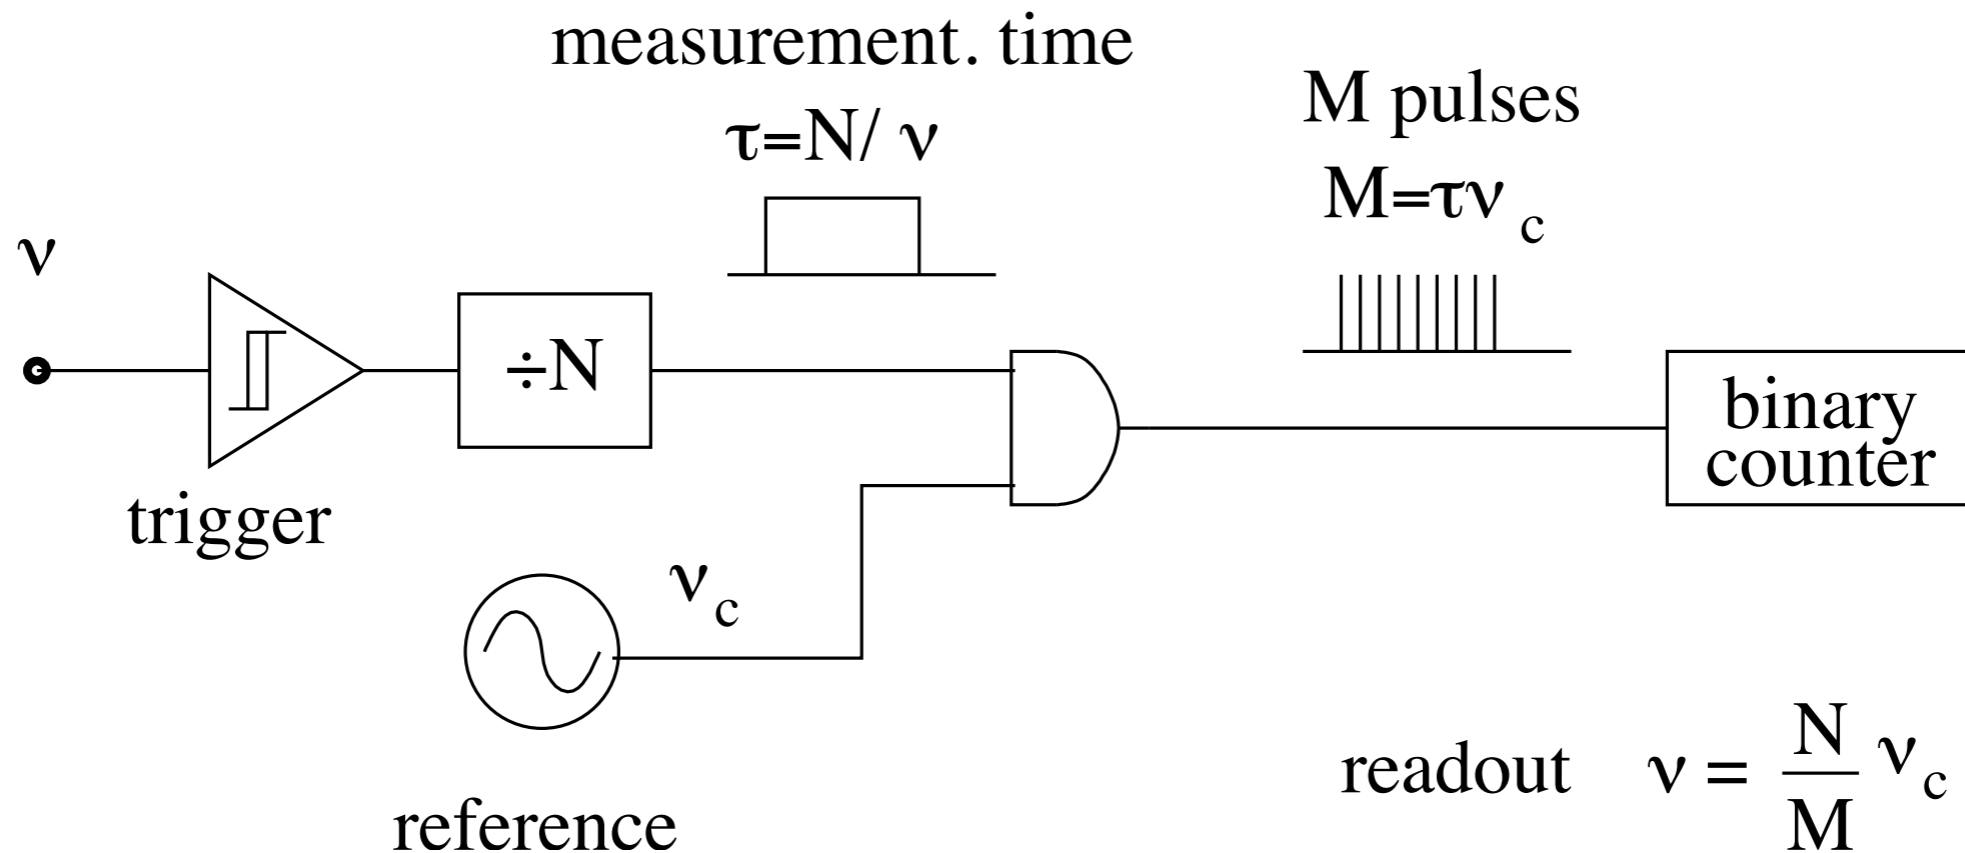 measurement. time
τ=N/ ν
M pulses
M=τν c
ν
÷N
binary
counter
trigger
ν c
reference
readout ν = N/M ν c